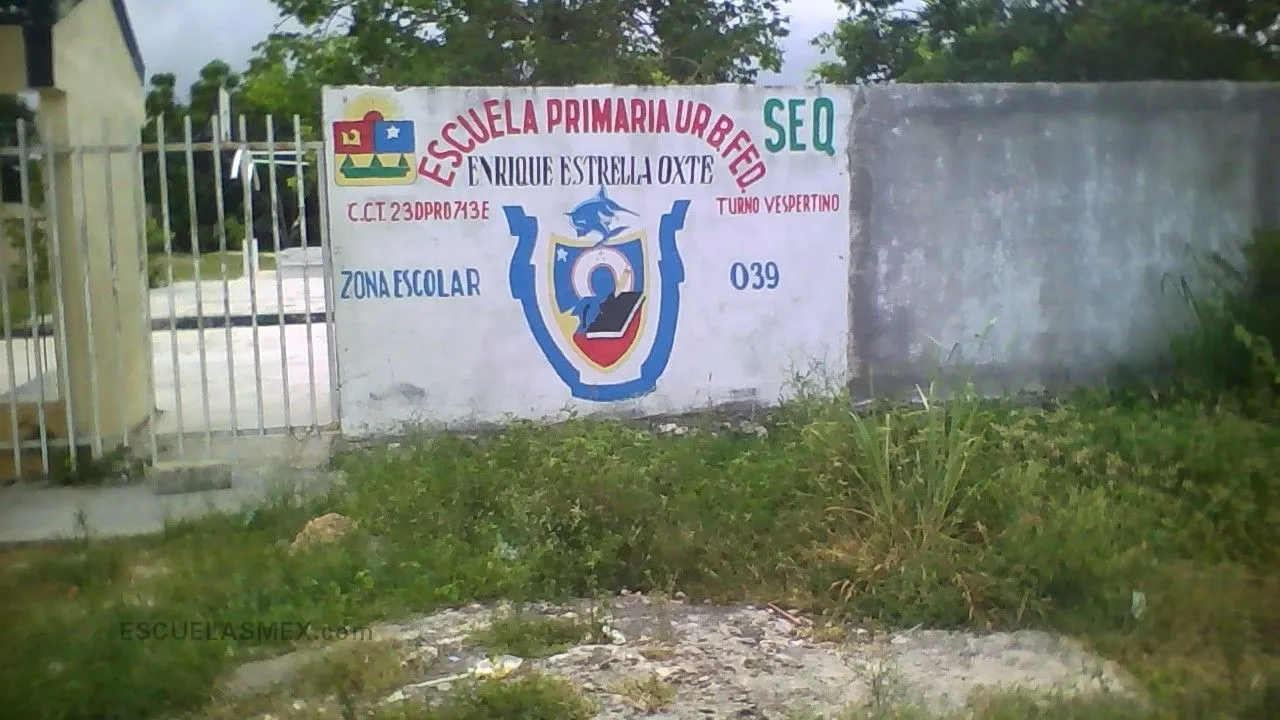 ESCUELA PRIMARIA URB.FED.
SEQ
ENRIQUE ESTRELLA OXTE
C.C.T. 23DPR0713E
TURNO VESPERTINO
ZONA ESCOLAR
039
ESCUELASMEX.com